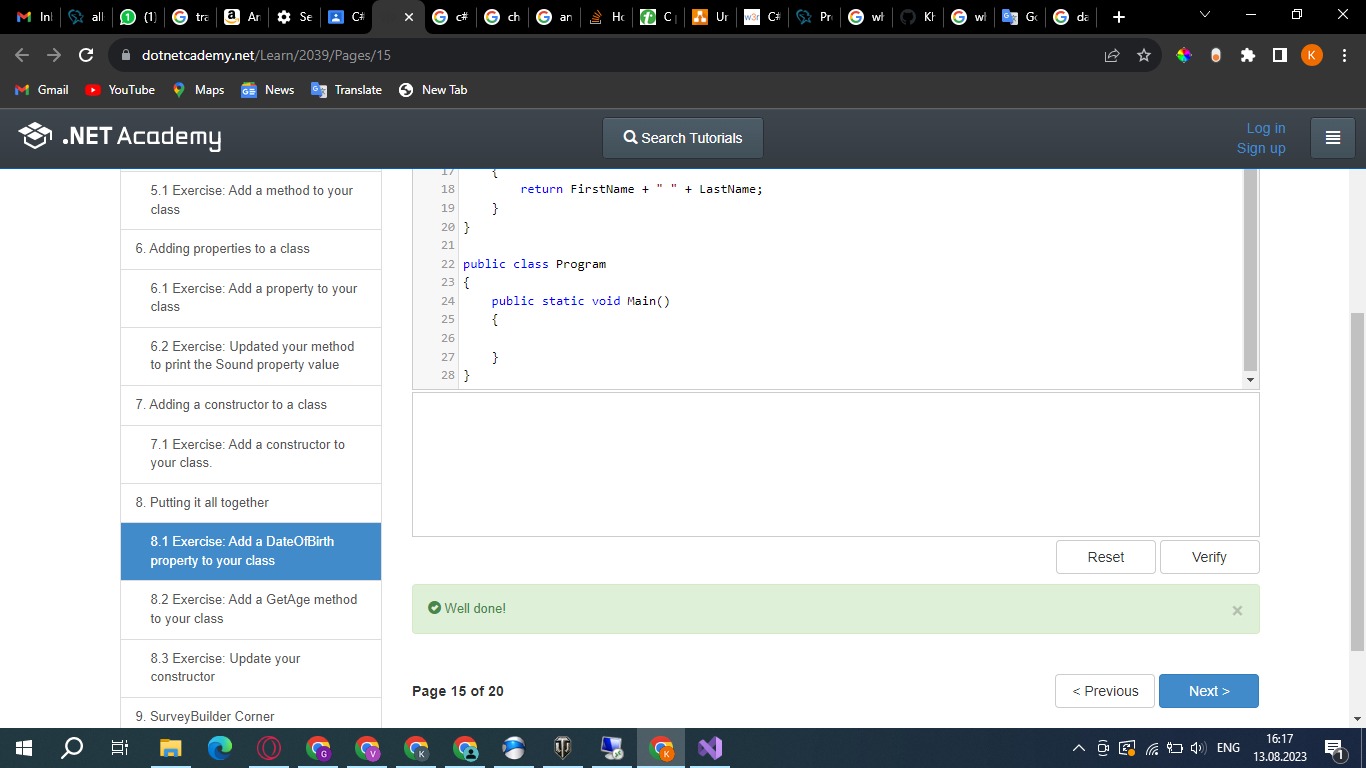 In
all
(1)
tra
Ar
Se
C#
c#
ch
an
Ho
C
Ur
w3r
C#
Pr
wh
Kh
wh
Go
da
dotnetcademy.net/Learn/2039/Pages/15
K
Gmail
YouTube
Maps
GE
News
Translate
New Tab
.NET Academy
Search Tutorials
Log in
Sign up
5.1 Exercise: Add a method to your
class
6. Adding properties to a class
6.1 Exercise: Add a property to your
class
6.2 Exercise: Updated your method
to print the Sound property value
7. Adding a constructor to a class
7.1 Exercise: Add a constructor to
your class.
8. Putting it all together
8.1 Exercise: Add a DateOfBirth
property to your class
8.2 Exercise: Add a GetAge method
to your class
8.3 Exercise: Update your
constructor
9. SurveyBuilder Corner
17 {
18 return FirstName + " " + LastName;
19 }
20 }
21
22 public class Program
23 {
24 public static void Main()
25 {
26
27 }
28 }
Reset
Verify
Well done!
×
Page 15 of 20
< Previous
Next >
G
V
K
K
ENG
16:17
13.08.2023
1